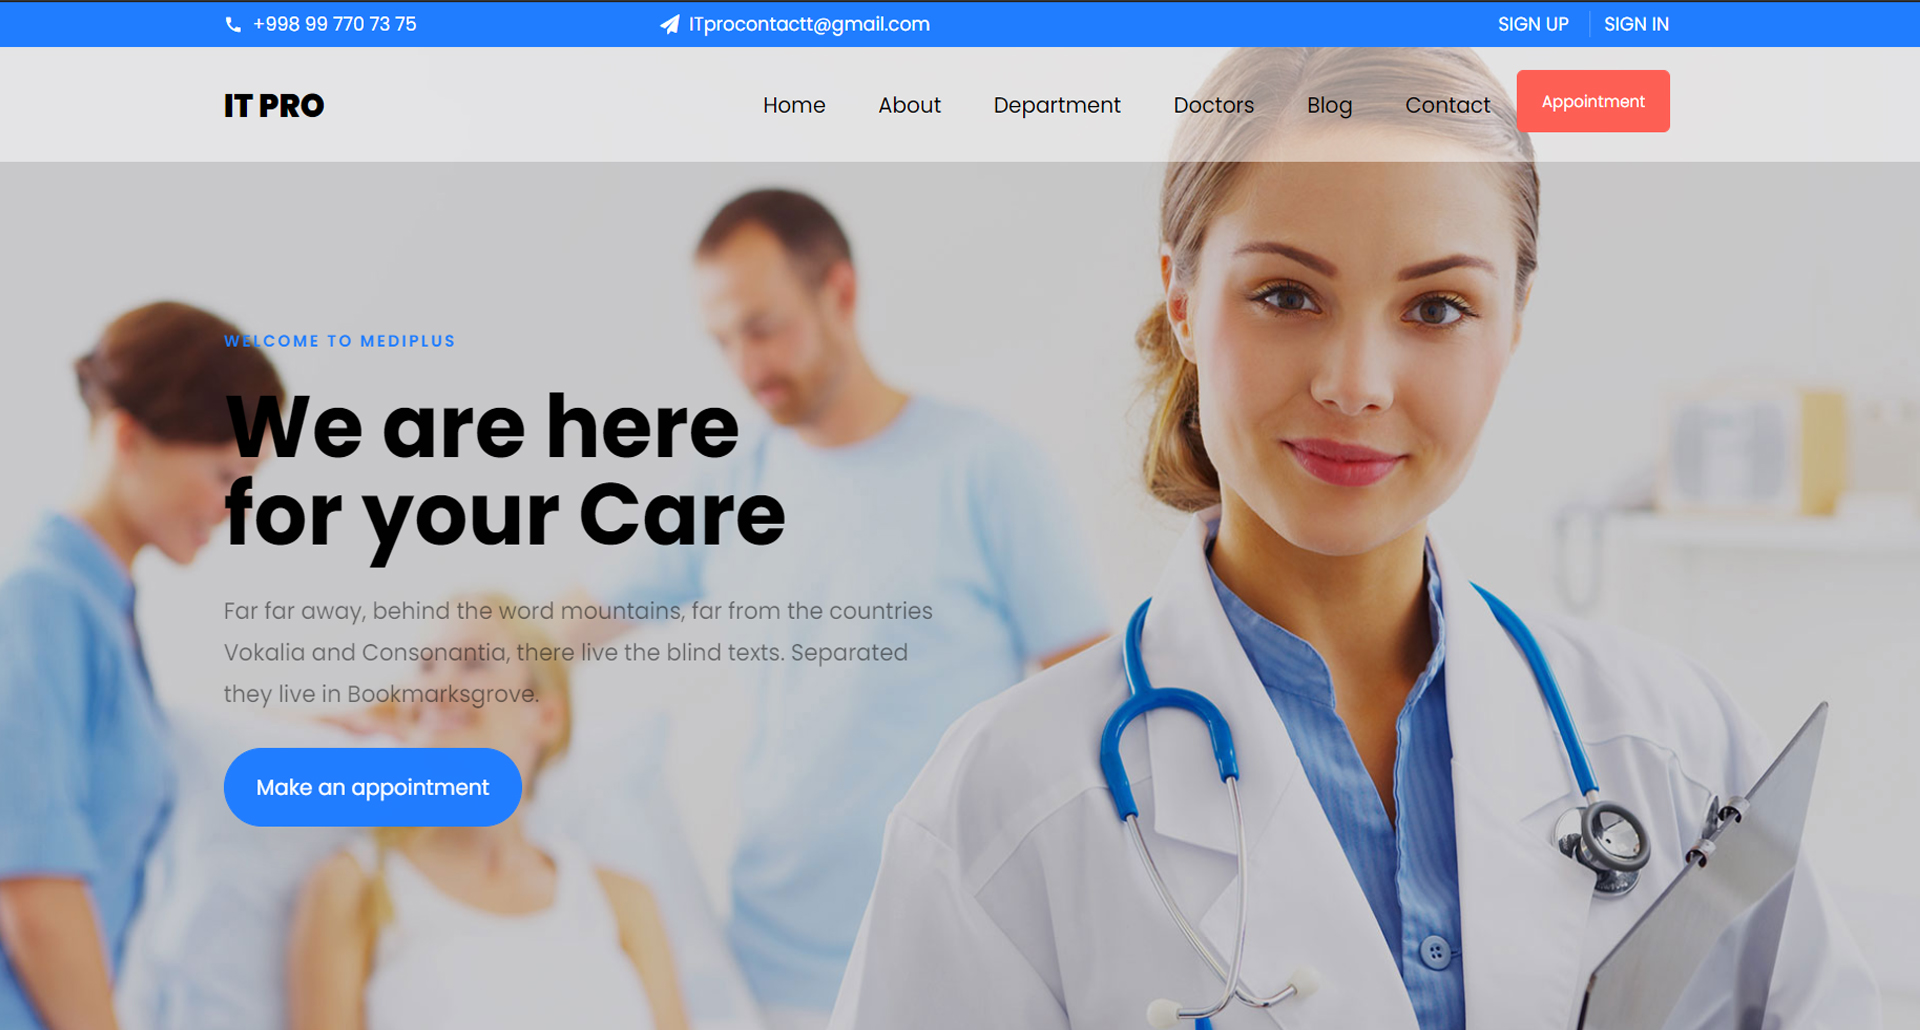 +998 99 770 73 75
ITprocontactt@gmail.com
SIGN UP
SIGN IN
IT PRO
Home
About
Department
Doctors
Blog
Contact
Appointment
WELCOME TO MEDIPLUS
We are here
for your Care
Far far away, behind the word mountains, far from the countries
Vokalia and Consonantia, there live the blind texts. Separated
they live in Bookmarksgrove.
Make an appointment